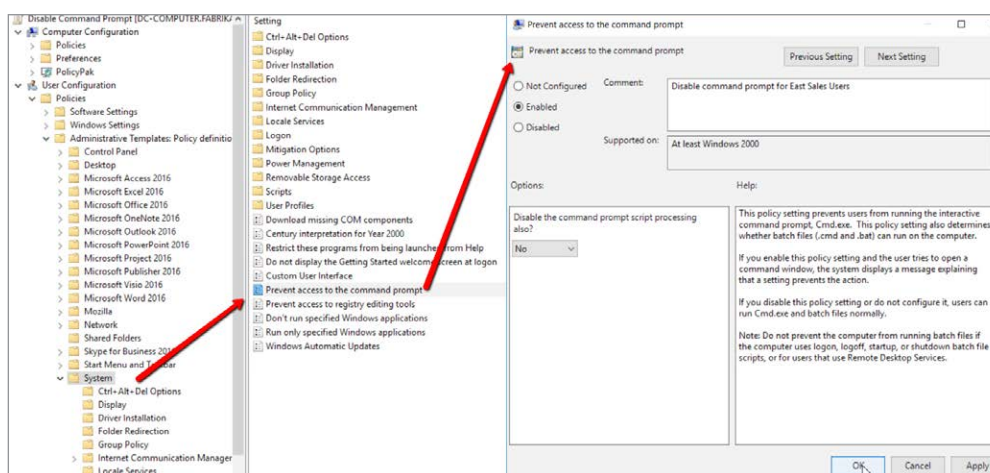 Disable Command Prompt [DC-COMPUTER.FABRIK
Computer Configuration
Policies
Preferences
PolicyPak
User Configuration
Policies
Software Settings
Windows Settings
Administrative Templates: Policy definitio
Control Panel
Desktop
Microsoft Access 2016
Microsoft Excel 2016
Microsoft Office 2016
Microsoft OneNote 2016
Microsoft Outlook 2016
Microsoft PowerPoint 2016
Microsoft Project 2016
Microsoft Publisher 2016
Microsoft Visio 2016
Microsoft Word 2016
Mozilla
Network
Shared Folders
Skype for Business
Start Menu and
System
Ctrl+Alt+Del Options
Display
Driver Installation
Folder Redirection
Group Policy
Internet Communication Manager
Locale Services
Setting
Ctrl+Alt+Del Options
Display
Driver Installation
Folder Redirection
Group Policy
Internet Communication Management
Locale Services
Logon
Mitigation Options
Power Management
Removable Storage Access
Scripts
User Profiles
Download missing COM components
Century interpretation for Year 2000
Restrict these programs from being launched from Help
Do not display the Getting Started welcome screen at logon
Custom User Interface
Prevent access to the command prompt
Prevent access to registry editing tools
Don't run specified Windows applications
Run only specified Windows applications
Windows Automatic Updates
Prevent access to the command prompt
Prevent access to the command prompt
Previous Setting
Next Setting
Not Configured
Enabled
Disabled
Comment:
Disable command prompt for East Sales Users
Supported on:
At least Windows 2000
Options:
Disable the command prompt script processing
also?
No
Help:
This policy setting prevents users from running the interactive
command prompt, Cmd.exe. This policy setting also determines
whether batch files (.cmd and .bat) can run on the computer.
If you enable this policy setting and the user tries to open a
command window, the system displays a message explaining
that a setting prevents the action.
If you disable this policy setting or do not configure it, users can
run Cmd.exe and batch files normally.
Note: Do not prevent the computer from running batch files if
the computer uses logon, logoff, startup, or shutdown batch file
scripts, or for users that use Remote Desktop Services.
OK
Cancel
Apply